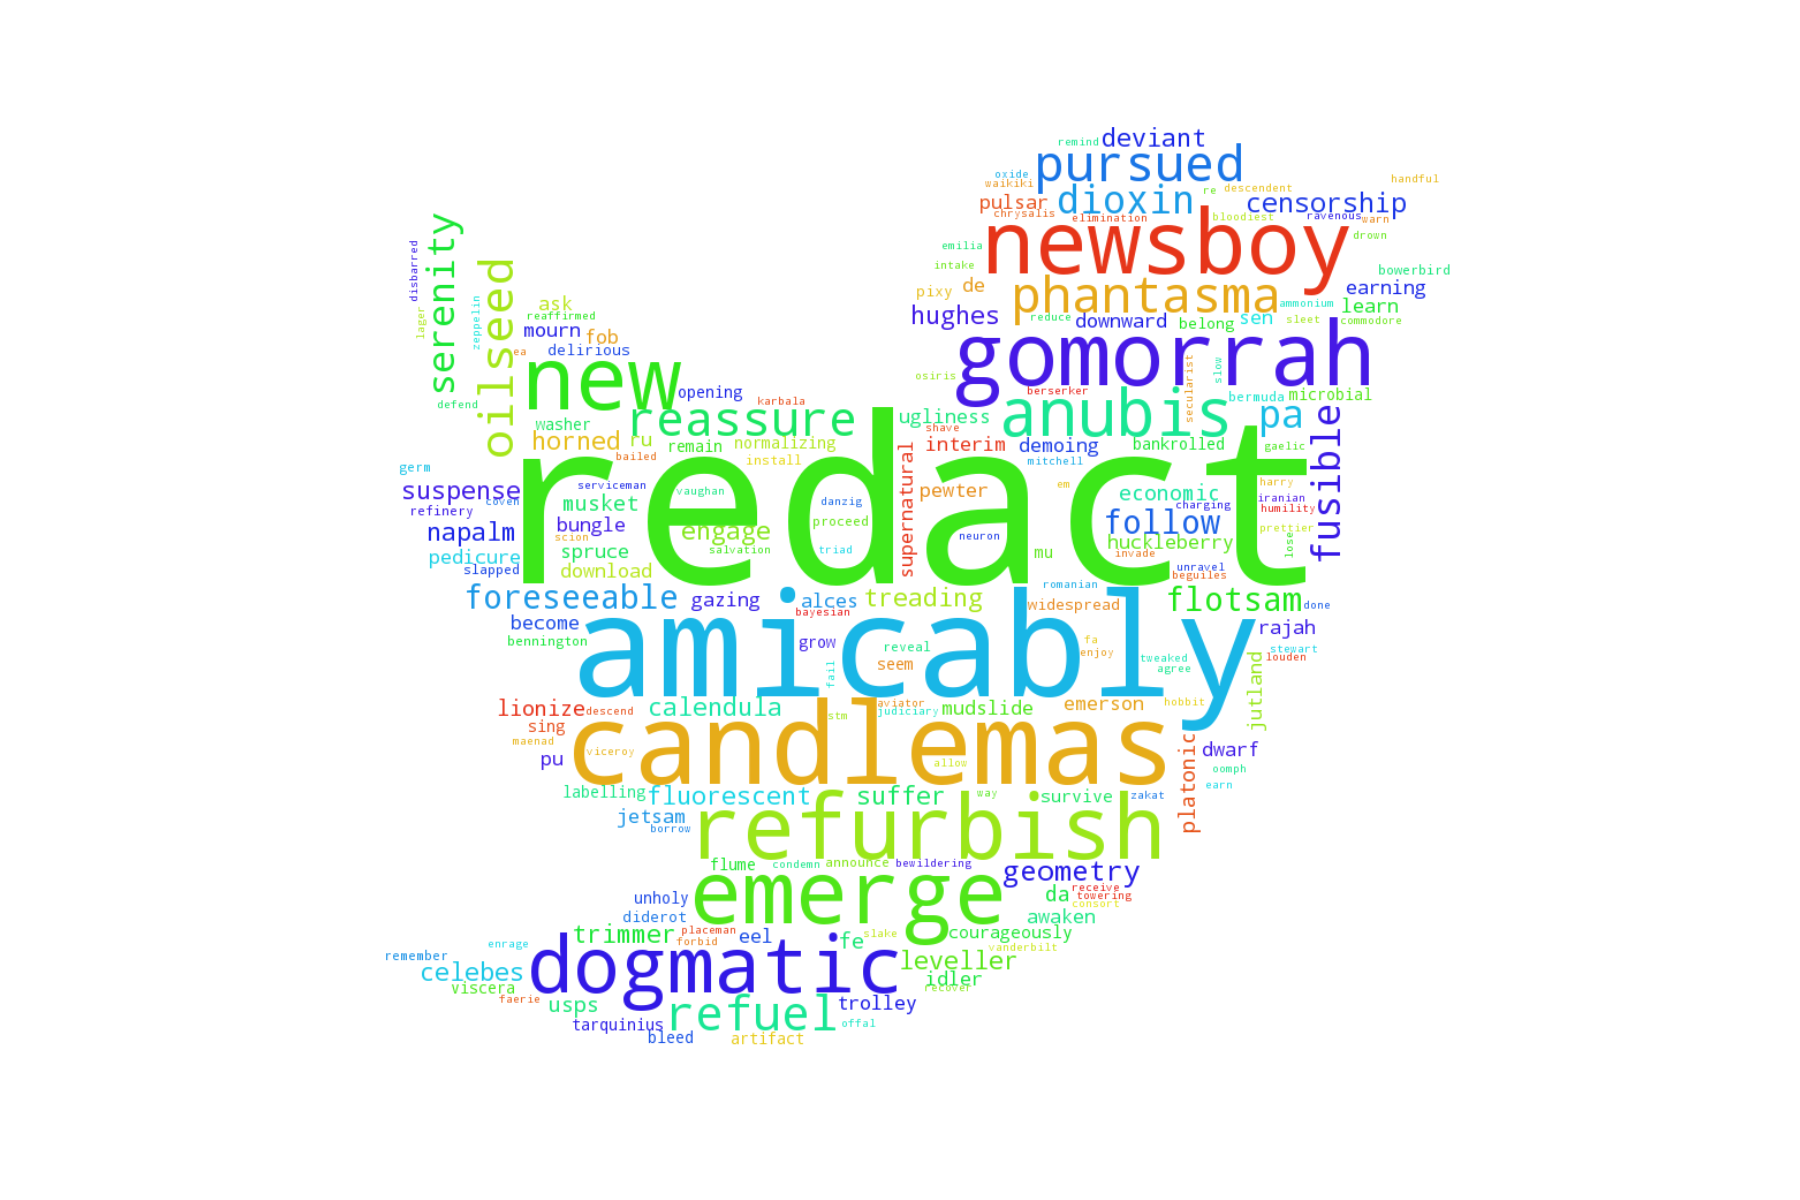 remind deviant
pursued
oxide
waikiki
handful
pulsar dioxin re descendent censorship
chrysalis elimination bloodiest ravenous warn
newsboy
emilia
drown
intake
bowerbird
pixy de phantasma ammonium earning
learn
hughes reduce downward belong sen sleet commodore
disbarred
lager
serenity
zeppelin
oilseed
ask
reaffirmed
mourn fob
ea delirious
gomorrah
secularist
slow
new
opening
karbala
osiris
berserker
bermuda microbial
defend
reassure
ugliness
anubis
pa
fusible
washer
shave
horned ru remain normalizing
interim demoing bankrolled gaelic
bailed
install
supernatural
mitchell
germ
redact
suspense
coven
serviceman
vaughan
pewter
em
economic
harry
iranian
refinery
musket
danzig
charging
humility
napalm bungle engage proceed
follow
prettier
lose
scion
neuron
huckleberry
pedicure spruce salvation triad
mu
invade
slapped download
unravel
beguiles
romanian
foreseeable gazing alces treading widespread flotsam done
bayesian
become
amicably
rajah
bennington
grow reveal
fa
enjoy
stewart
tweaked
louden
agree
seem
fail
jutland
lionize descend calendula aviator mudslide emerson hobbit
judiciary
stm
sing
candlemas
maenad
viceroy
pu
platonic
dwarf
allow
oomph
earn
labelling fluorescent suffer way survive zakat
jetsam
borrow
refurbish
flume condemn announce bewildering geometry
emerge
receive
da
towering
consort
unholy
diderot
awaken
trimmer placeman
forbid
eel fe slake courageously
enrage
vanderbilt
remember
dogmatic
leveller
celebes
idler
viscera
recover
faerie
usps
refuel
trolley
tarquinius
offal
bleed artifact